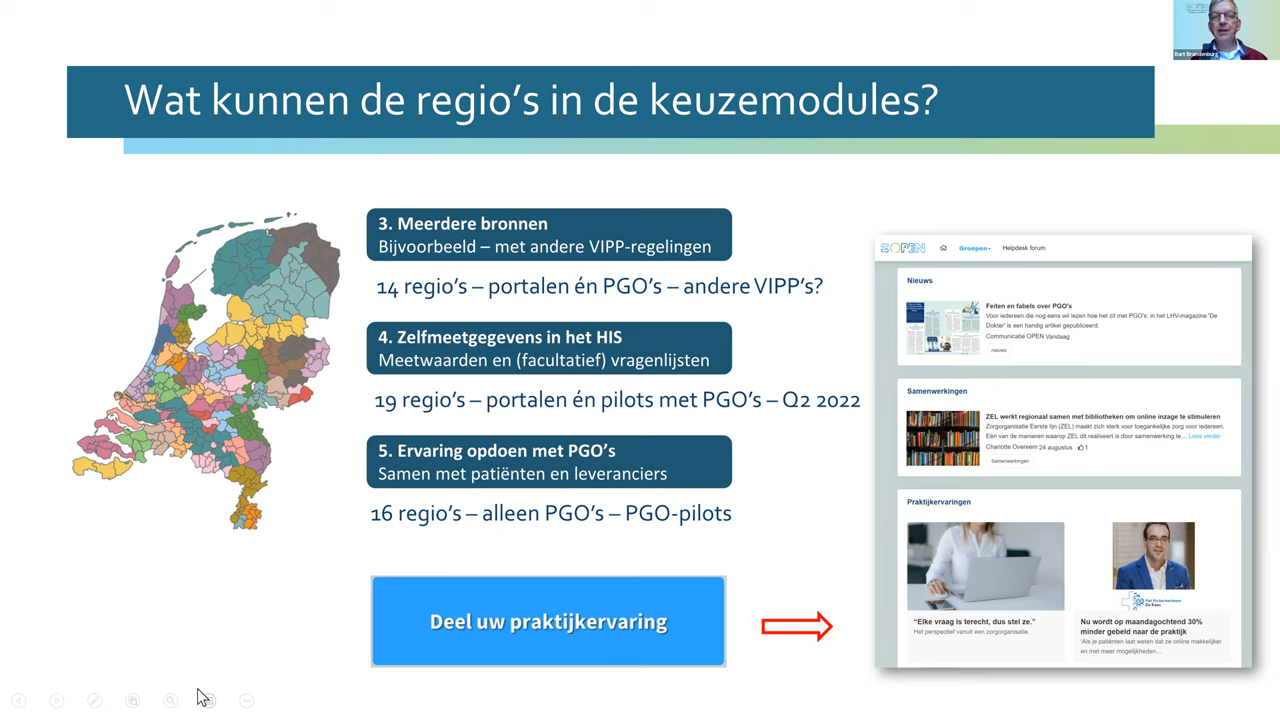 Bart Brandenburg
Wat kunnen de regio's in de keuzemodules?
3. Meerdere bronnen
Bijvoorbeeld – met andere VIPP-regelingen
14 regio's – portalen én PGO's – andere VIPP's?
4. Zelfmeetgegevens in het HIS
Meetwaarden en (facultatief) vragenlijsten
19 regio's – portalen én pilots met PGO's – Q2 2022
5. Ervaring opdoen met PGO's
Samen met patiënten en leveranciers
16 regio's – alleen PGO's – PGO-pilots
Deel uw praktijkervaring
OPEN
Groepen
Helpdesk forum
Nieuws
Feiten en fabels over PGO's
Voor iedereen die nog eens wil lezen hoe het zit met PGO's: in het LHV-magazine 'De
Dokter' is een handig artikel gepubliceerd.
Communicatie OPEN Vandaag
nieuws
Samenwerkingen
ZEL werkt regionaal samen met bibliotheken om online inzage te stimuleren
Zorgorganisatie Eerste lijn (ZEL) maakt zich sterk voor toegankelijke zorg voor iedereen.
Eén van de manieren waarop ZEL dit realiseert is door samenwerking te... Lees verder
Charlotte Overeem 24 augustus 1
Samenwerkingen
Praktijkervaringen
"Elke vraag is terecht, dus stel ze."
Het perspectief vanuit een zorgorganisatie.
Nu wordt op maandagochtend 30%
minder gebeld naar de praktijk
'Als je patiënten laat weten dat ze online makkelijker
en met meer mogelijkheden...